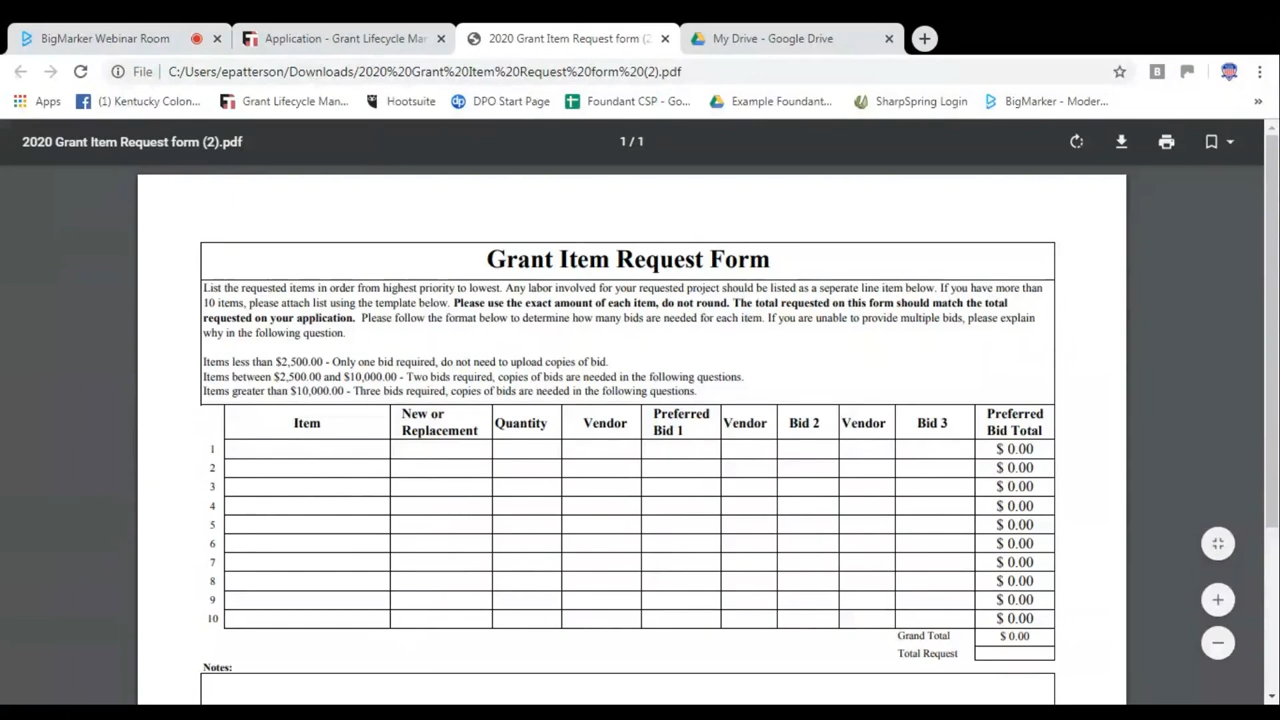 BigMarker Webinar Room
Application - Grant Lifecycle Mar
2020 Grant Item Request form (2
My Drive - Google Drive
File
C:/Users/epatterson/Downloads/2020%20Grant%20Item%20Request%20form%20(2).pdf
Apps
(1) Kentucky Colon...
Grant Lifecycle Man...
Hootsuite
DPO Start Page
Foundant CSP - Go...
Example Foundant...
SharpSpring Login
BigMarker - Moder...
2020 Grant Item Request form (2).pdf
1 / 1
Grant Item Request Form
List the requested items in order from highest priority to lowest. Any labor involved for your requested project should be listed as a seperate line item below. If you have more than
10 items, please attach list using the template below. Please use the exact amount of each item, do not round. The total requested on this form should match the total
requested on your application. Please follow the format below to determine how many bids are needed for each item. If you are unable to provide multiple bids, please explain
why in the following question.
Items less than $2,500.00 - Only one bid required, do not need to upload copies of bid.
Items between $2,500.00 and $10,000.00 - Two bids required, copies of bids are needed in the following questions.
Items greater than $10,000.00 - Three bids required, copies of bids are needed in the following questions.
Item New or Replacement Quantity Vendor Preferred Bid 1 Vendor Bid 2 Vendor Bid 3 Preferred Bid Total
1 $ 0.00
2 $ 0.00
3 $ 0.00
4 $ 0.00
5 $ 0.00
6 $ 0.00
7 $ 0.00
8 $ 0.00
9 $ 0.00
10 $ 0.00
Grand Total $ 0.00
Total Request
Notes: